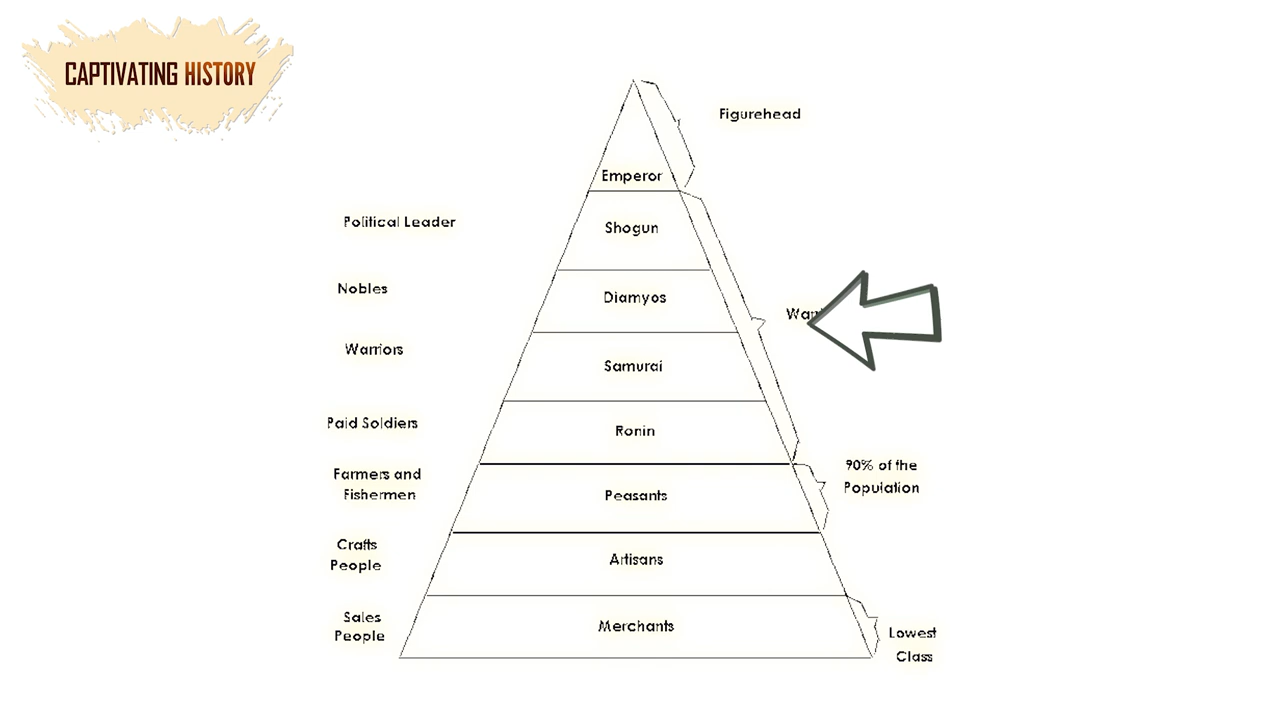 CAPTIVATING HISTORY
Figurehead
Emperor
Political Leader
Shogun
Nobles
Diamyos
Warriors
Samurai
Paid Soldiers
Ronin
Farmers and
Fishermen
Peasants
90% of the
Population
Crafts
People
Artisans
Sales
People
Merchants
Lowest
Class